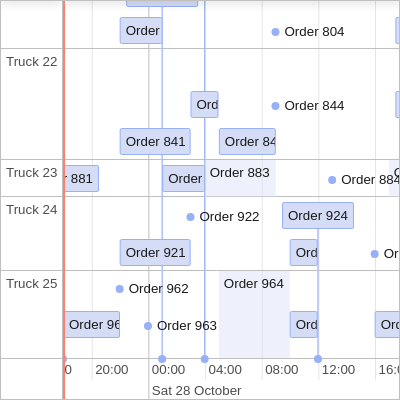 Order
Order 804
Truck 22
Ord
Order 844
Order 841
Order 84
Truck 23
881
Order
Order 883
Order 884
Truck 24
Order 922
Order 924
Order 921
Ord
Or
Truck 25
Order 962
Order 964
Order 96
Order 963
Ord
Ord
0
20:00
00:00
04:00
08:00
12:00
16:0
Sat 28 October